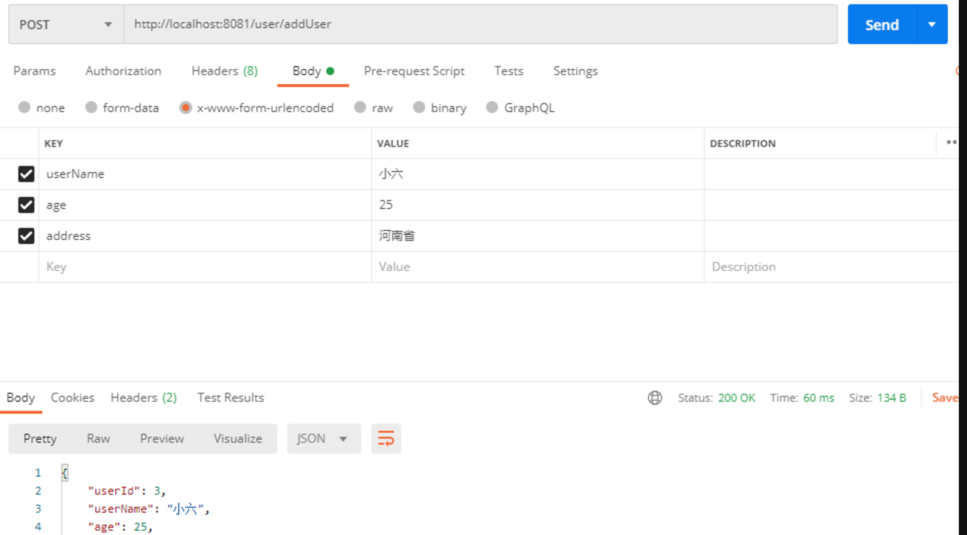 POST http://localhost:8081/user/addUser Send
Params Authorization Headers (8) Body Pre-request Script Tests Settings
none form-data x-www-form-urlencoded raw binary GraphQL
KEY VALUE DESCRIPTION
userName 小六
age 25
address 河南省
Key Value Description
Body Cookies Headers (2) Test Results Status: 200 OK Time: 60 ms Size: 134 B Save
Pretty Raw Preview Visualize JSON
1 {
2 "userId": 3,
3 "userName": "小六",
4 "age": 25,